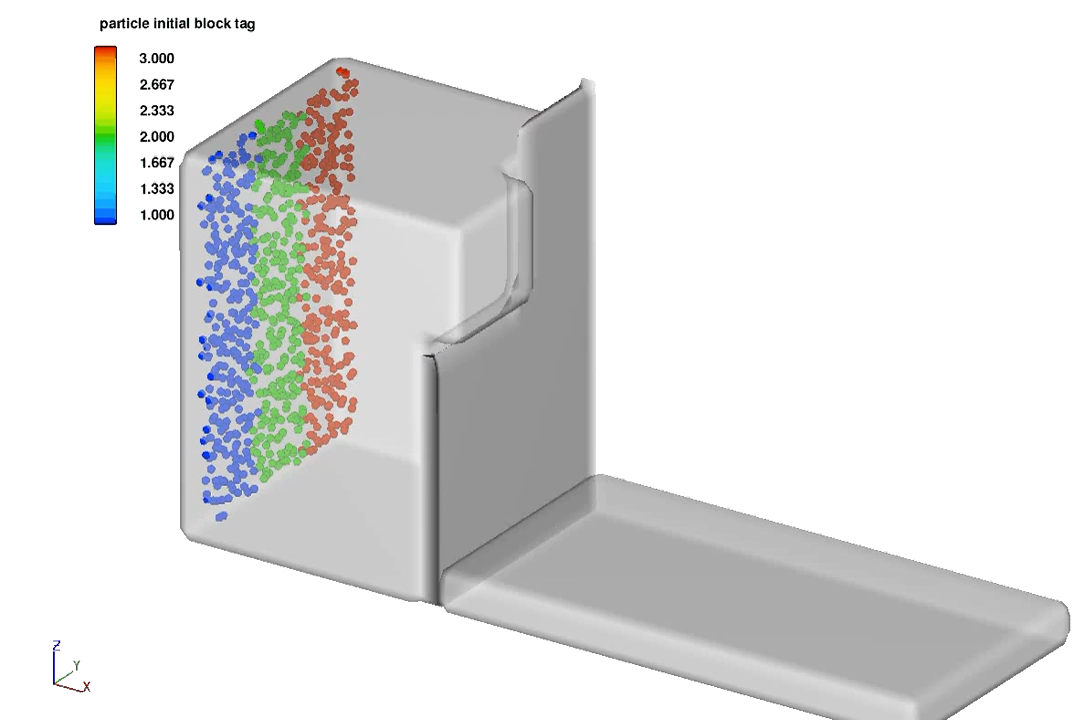 particle initial block tag
3.000
2.667
2.333
2.000
1.667
1.333
1.000
Z
Y
X